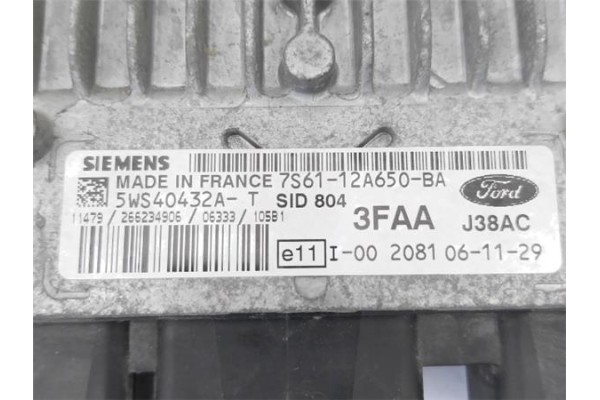 SIEMENS
MADE IN FRANCE 7S61-12A650-BA
5WS40432A- T SID 804
Ford
11479 / 266234906 / 06333 / 105B1
3FAA J38AC
e11 I-00 2081 06-11-29